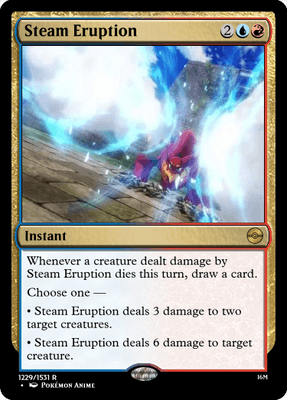 Steam Eruption 2
Instant
Whenever a creature dealt damage by
Steam Eruption dies this turn, draw a card.
Choose one —
• Steam Eruption deals 3 damage to two
target creatures.
• Steam Eruption deals 6 damage to target
creature.
1229/1531 R
16M
• Pokémon Anime